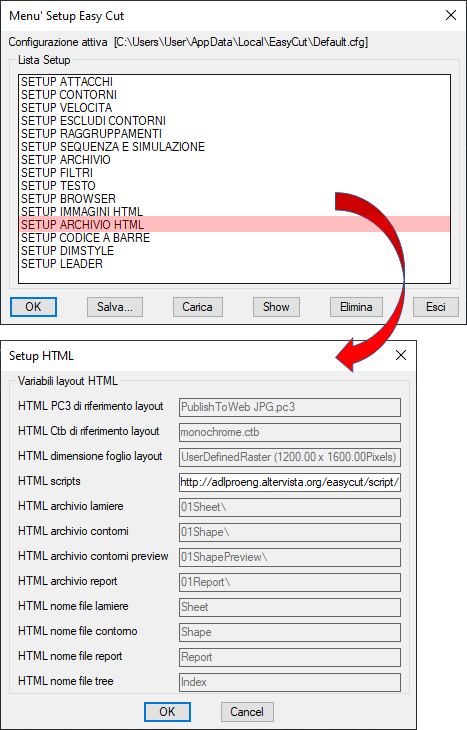 Menu' Setup Easy Cut
Configurazione attiva [C:\Users\User\AppData\Local\EasyCut\Default.cfg]
Lista Setup
SETUP ATTACCHI
SETUP CONTORNI
SETUP VELOCITA
SETUP ESCLUDI CONTORNI
SETUP RAGGRUPPAMENTI
SETUP SEQUENZA E SIMULAZIONE
SETUP ARCHIVIO
SETUP FILTRI
SETUP TESTO
SETUP BROWSER
SETUP IMMAGINI HTML
SETUP ARCHIVIO HTML
SETUP CODICE A BARRE
SETUP DIMSTYLE
SETUP LEADER
OK Salva... Carica Show Elimina Esci
Setup HTML
Variabili layout HTML
HTML PC3 di riferimento layout PublishToWeb JPG.pc3
HTML Ctb di riferimento layout monochrome.ctb
HTML dimensione foglio layout UserDefinedRaster (1200.00 x 1600.00Pixels)
HTML scripts http://adlproeng.altervista.org/easycut/script/
HTML archivio lamiere 01Sheet\
HTML archivio contorni 01Shape\
HTML archivio contorni preview 01ShapePreview\
HTML archivio report 01Report\
HTML nome file lamiere Sheet
HTML nome file contorno Shape
HTML nome file report Report
HTML nome file tree Index
OK Cancel